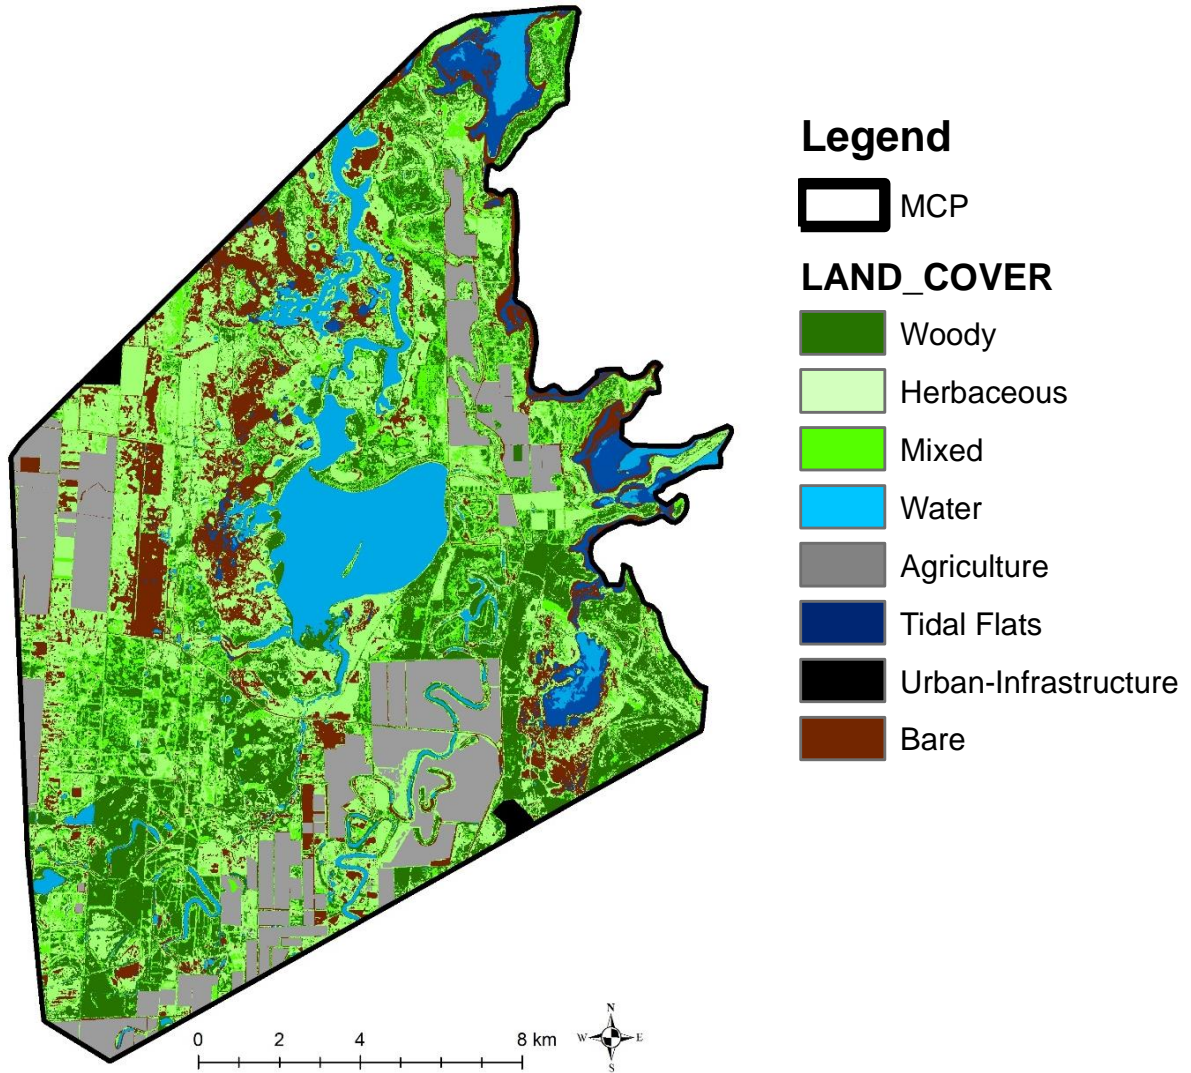 Legend
MCP
LAND_COVER
Woody
Herbaceous
Mixed
Water
Agriculture
Tidal Flats
Urban-Infrastructure
Bare
0 2 4 8 km
N
W E
S